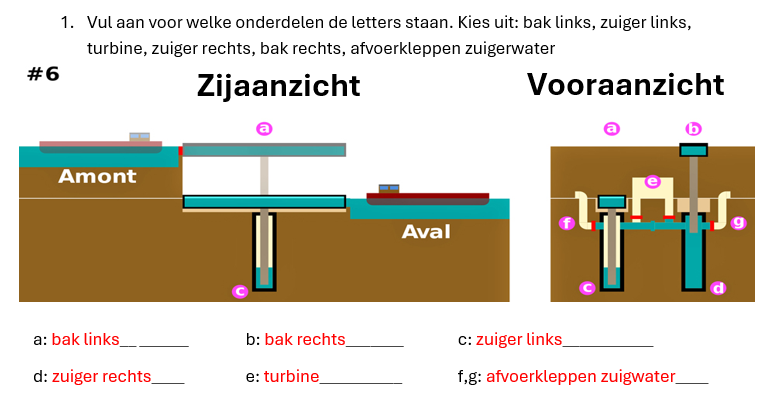 1. Vul aan voor welke onderdelen de letters staan. Kies uit: bak links, zuiger links,
turbine, zuiger rechts, bak rechts, afvoerkleppen zuigerwater
#6
Zijaanzicht
Vooraanzicht
a
a
b
Amont
e
Aval
f
g
c
c
d
a: bak links__ ______
b: bak rechts_______
c: zuiger links___________
d: zuiger rechts____
e: turbine__________
f,g: afvoerkleppen zuigwater____